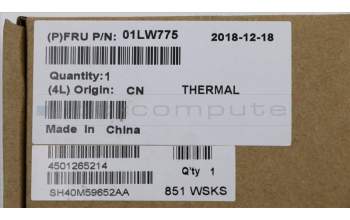 (P)FRU P/N: 01LW775 2018-12-18
Quantity:1
(4L) Origin: CN THERMAL
Made in China
4501265214 Q'ty 1
SH40M59652AA 851 WSKS